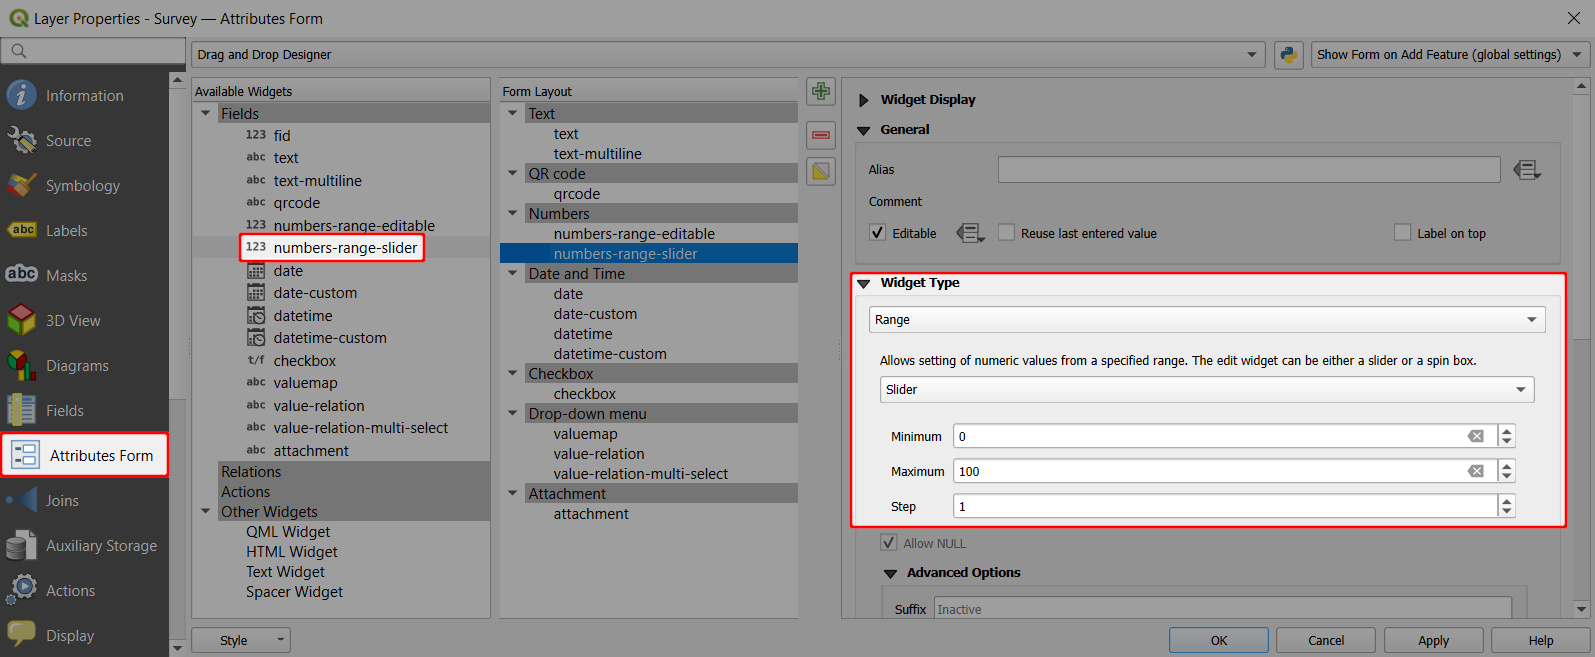 Layer Properties - Survey — Attributes Form
Drag and Drop Designer
Show Form on Add Feature (global settings)
Information
Source
Symbology
abc Labels
abc Masks
3D View
Diagrams
Fields
Attributes Form
Joins
Auxiliary Storage
Actions
Display
Available Widgets
Fields
123 fid
abc text
abc text-multiline
abc qrcode
123 numbers-range-editable
123 numbers-range-slider
date
date-custom
datetime
datetime-custom
t/f checkbox
abc valuemap
abc value-relation
abc value-relation-multi-select
abc attachment
Relations
Actions
Other Widgets
QML Widget
HTML Widget
Text Widget
Spacer Widget
Form Layout
Text
text
text-multiline
QR code
qrcode
Numbers
numbers-range-editable
numbers-range-slider
Date and Time
date
date-custom
datetime
datetime-custom
Checkbox
checkbox
Drop-down menu
valuemap
value-relation
value-relation-multi-select
Attachment
attachment
Widget Display
General
Alias
Comment
Editable Reuse last entered value Label on top
Widget Type
Range
Allows setting of numeric values from a specified range. The edit widget can be either a slider or a spin box.
Slider
Minimum 0
Maximum 100
Step 1
Allow NULL
Advanced Options
Suffix Inactive
Style OK Cancel Apply Help